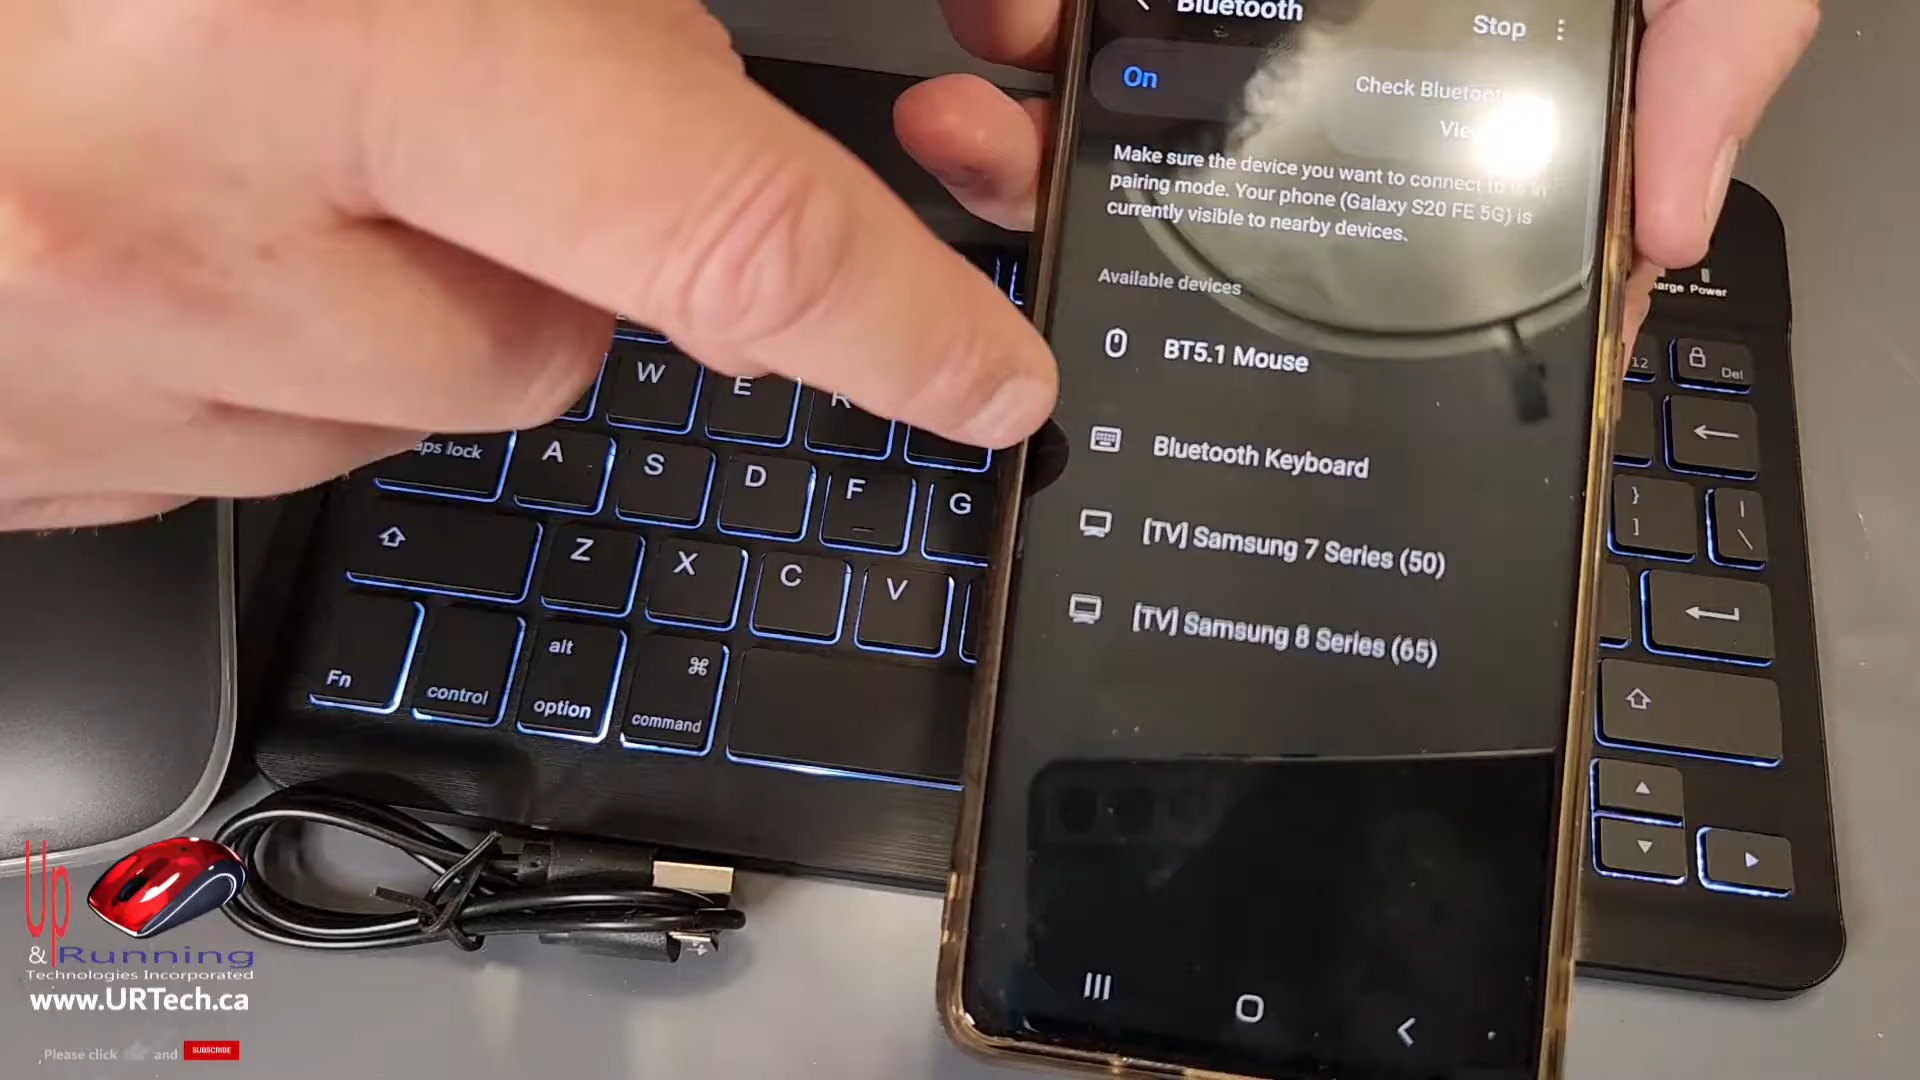 Bluetooth
Stop
On
Check Bluetooth
Make sure the device you want to connect to is in
pairing mode. Your phone (Galaxy S20 FE 5G) is
currently visible to nearby devices.
Available devices
BT5.1 Mouse
Bluetooth Keyboard
[TV] Samsung 7 Series (50)
[TV] Samsung 8 Series (65)
Power
12
Del
W
E
R
caps lock
A
S
D
F
G
}
]
|
\
Z
X
C
V
Fn
control
alt
option
⌘
command
Up
& Running
Technologies Incorporated
www.URTech.ca
Please click
and
SUBSCRIBE